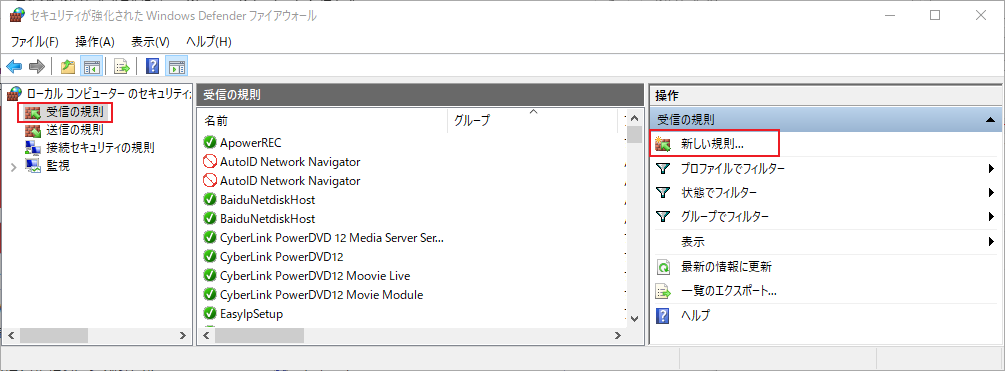 セキュリティが強化された Windows Defender ファイアウォール
ファイル(F) 操作(A) 表示(V) ヘルプ(H)
ローカル コンピューター のセキュリティ
受信の規則
送信の規則
接続セキュリティの規則
監視
受信の規則
名前 グループ
ApowerREC
AutoID Network Navigator
AutoID Network Navigator
BaiduNetdiskHost
BaiduNetdiskHost
CyberLink PowerDVD 12 Media Server Ser...
CyberLink PowerDVD12
CyberLink PowerDVD12 Moovie Live
CyberLink PowerDVD12 Movie Module
EasyIpSetup
操作
受信の規則
新しい規則...
プロファイルでフィルター
状態でフィルター
グループでフィルター
表示
最新の情報に更新
一覧のエクスポート...
ヘルプ